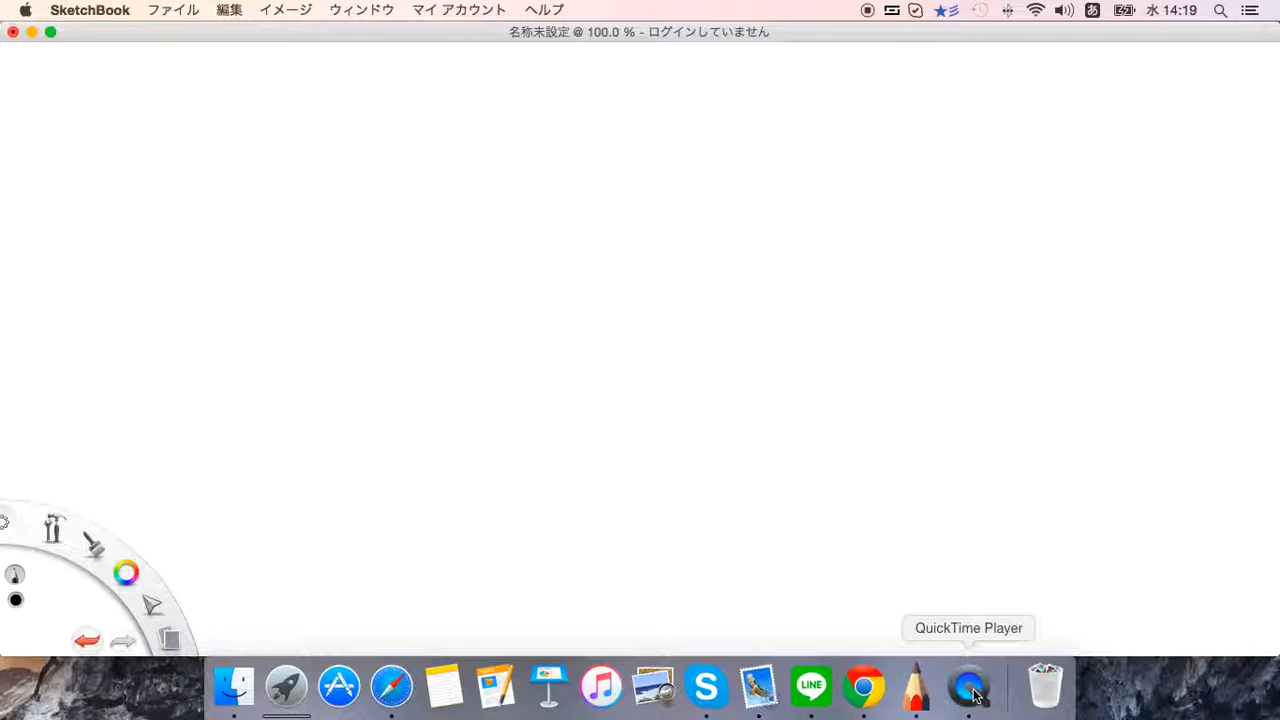 SketchBook ファイル 編集 イメージ ウィンドウ マイ アカウント ヘルプ あ 水 14:19
名称未設定 @ 100.0 % - ログインしていません
QuickTime Player
S LINE